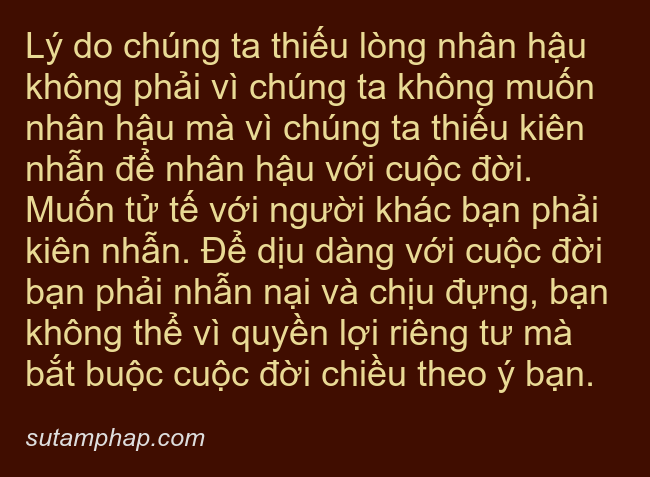 Lý do chúng ta thiếu lòng nhân hậu
không phải vì chúng ta không muốn
nhân hậu mà vì chúng ta thiếu kiên
nhẫn để nhân hậu với cuộc đời.
Muốn tử tế với người khác bạn phải
kiên nhẫn. Để dịu dàng với cuộc đời
bạn phải nhẫn nại và chịu đựng, bạn
không thể vì quyền lợi riêng tư mà
bắt buộc cuộc đời chiều theo ý bạn.
sutamphap.com